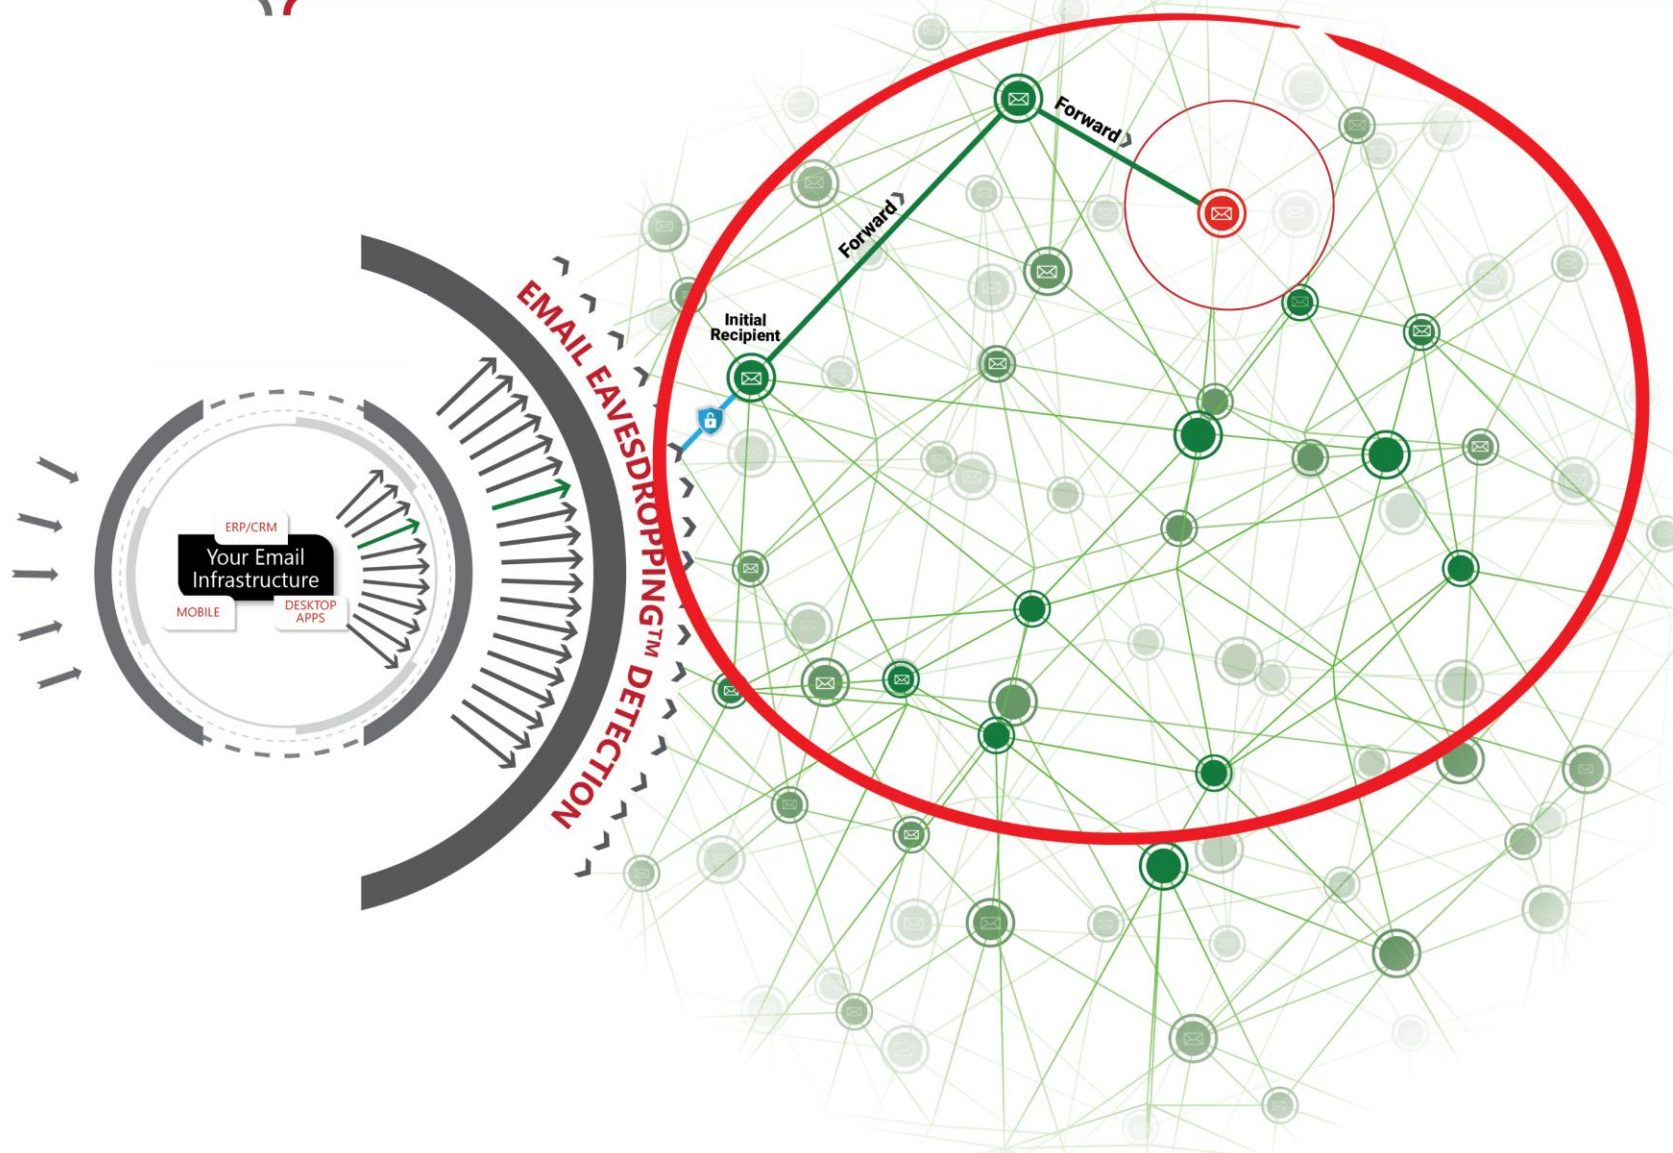 Forward
Forward
Initial
Recipient
EMAIL EAVESDROPPING™ DETECTION
ERP/CRM
Your Email
Infrastructure
MOBILE
DESKTOP
APPS